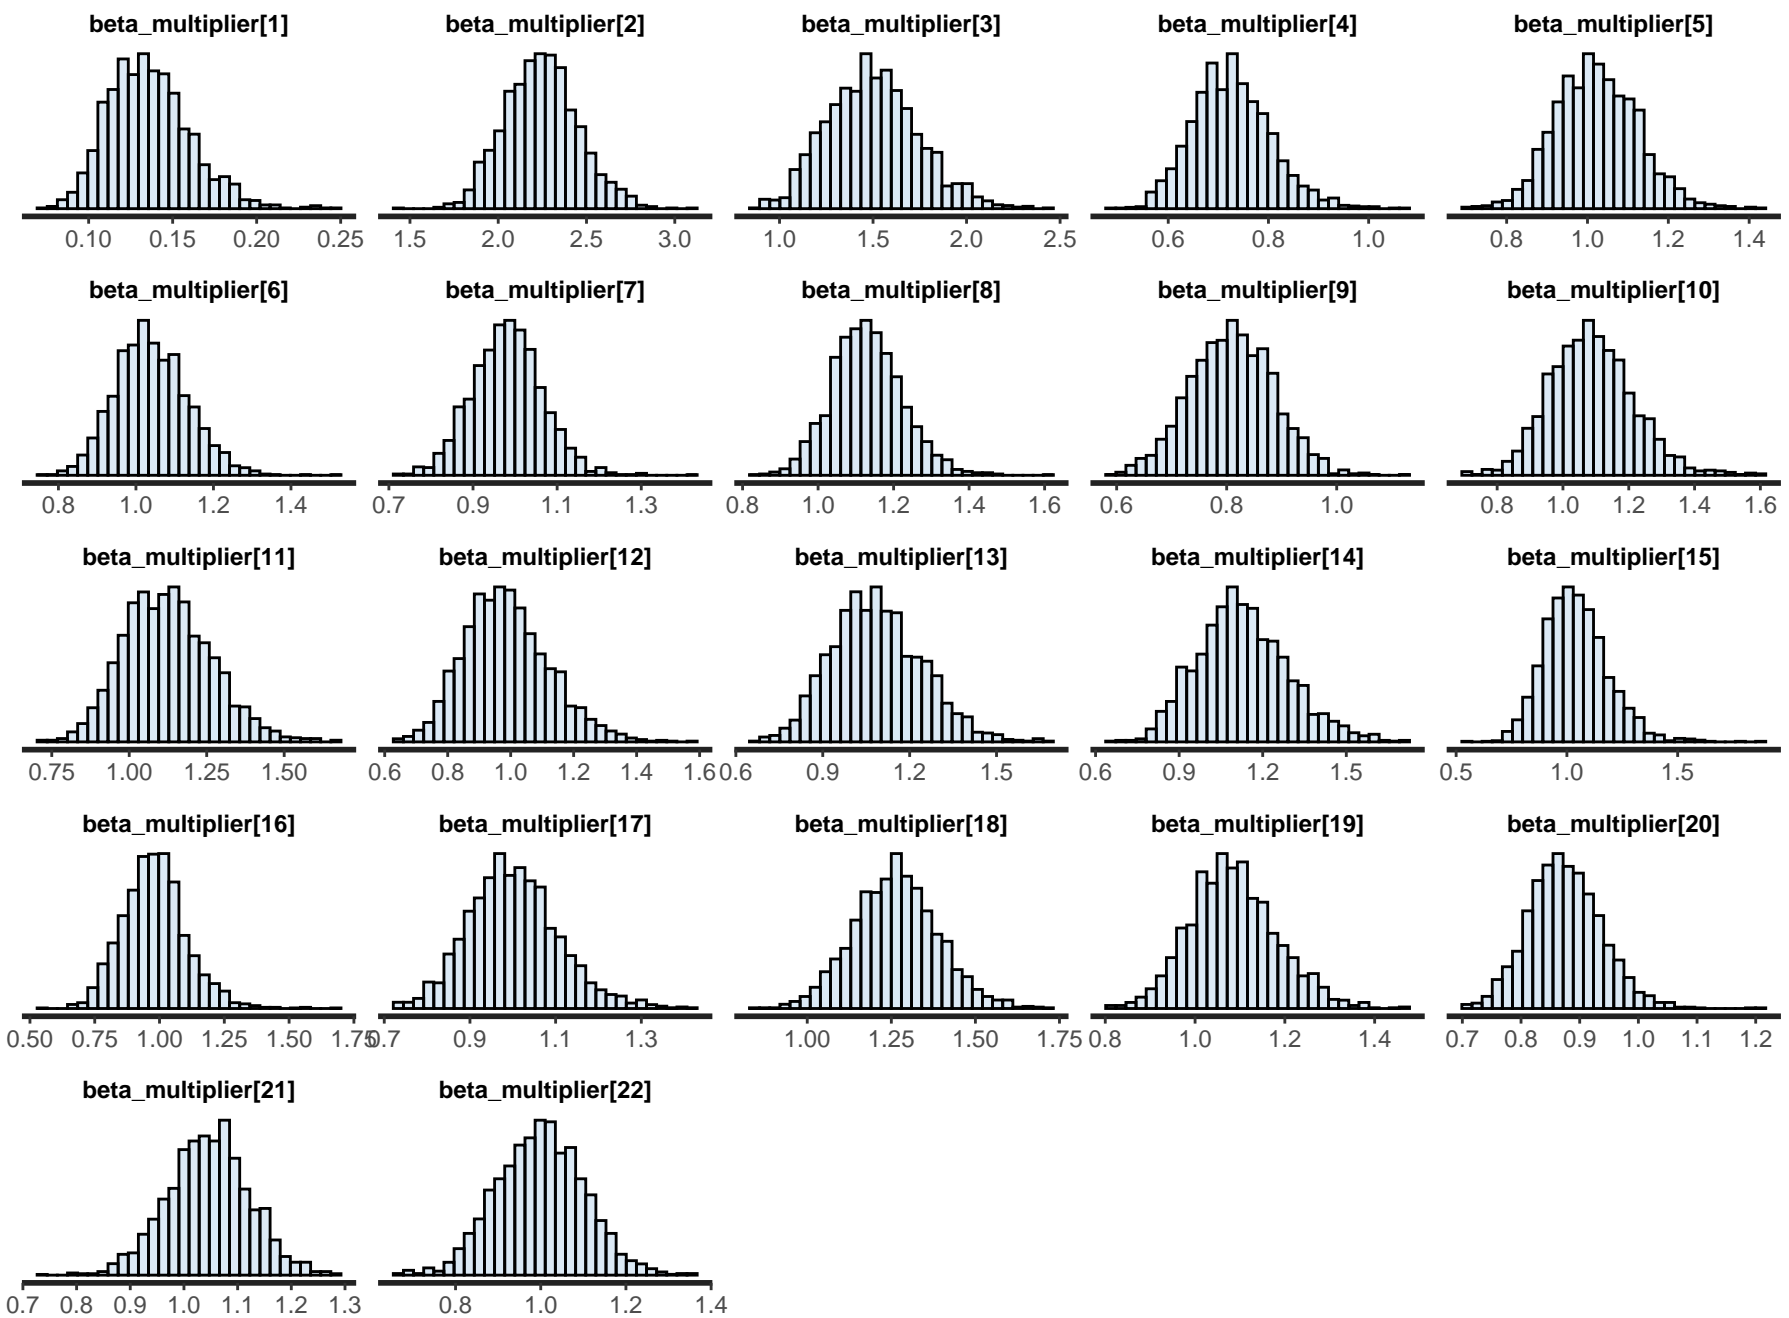 beta_multiplier[1] beta_multiplier[2] beta_multiplier[3] beta_multiplier[4] beta_multiplier[5]
0.10 0.15 0.20 0.25 1.5 2.0 2.5 3.0 1.0 1.5 2.0 2.5 0.6 0.8 1.0 0.8 1.0 1.2 1.4
beta_multiplier[6] beta_multiplier[7] beta_multiplier[8] beta_multiplier[9] beta_multiplier[10]
0.8 1.0 1.2 1.4 0.7 0.9 1.1 1.3 0.8 1.0 1.2 1.4 1.6 0.6 0.8 1.0 0.8 1.0 1.2 1.4 1.6
beta_multiplier[11] beta_multiplier[12] beta_multiplier[13] beta_multiplier[14] beta_multiplier[15]
0.75 1.00 1.25 1.50 0.6 0.8 1.0 1.2 1.4 1.6 0.6 0.9 1.2 1.5 0.6 0.9 1.2 1.5 0.5 1.0 1.5
beta_multiplier[16] beta_multiplier[17] beta_multiplier[18] beta_multiplier[19] beta_multiplier[20]
0.50 0.75 1.00 1.25 1.50 1.75 0.7 0.9 1.1 1.3 1.00 1.25 1.50 1.75 0.8 1.0 1.2 1.4 0.7 0.8 0.9 1.0 1.1 1.2
beta_multiplier[21] beta_multiplier[22]
0.7 0.8 0.9 1.0 1.1 1.2 1.3 0.8 1.0 1.2 1.4